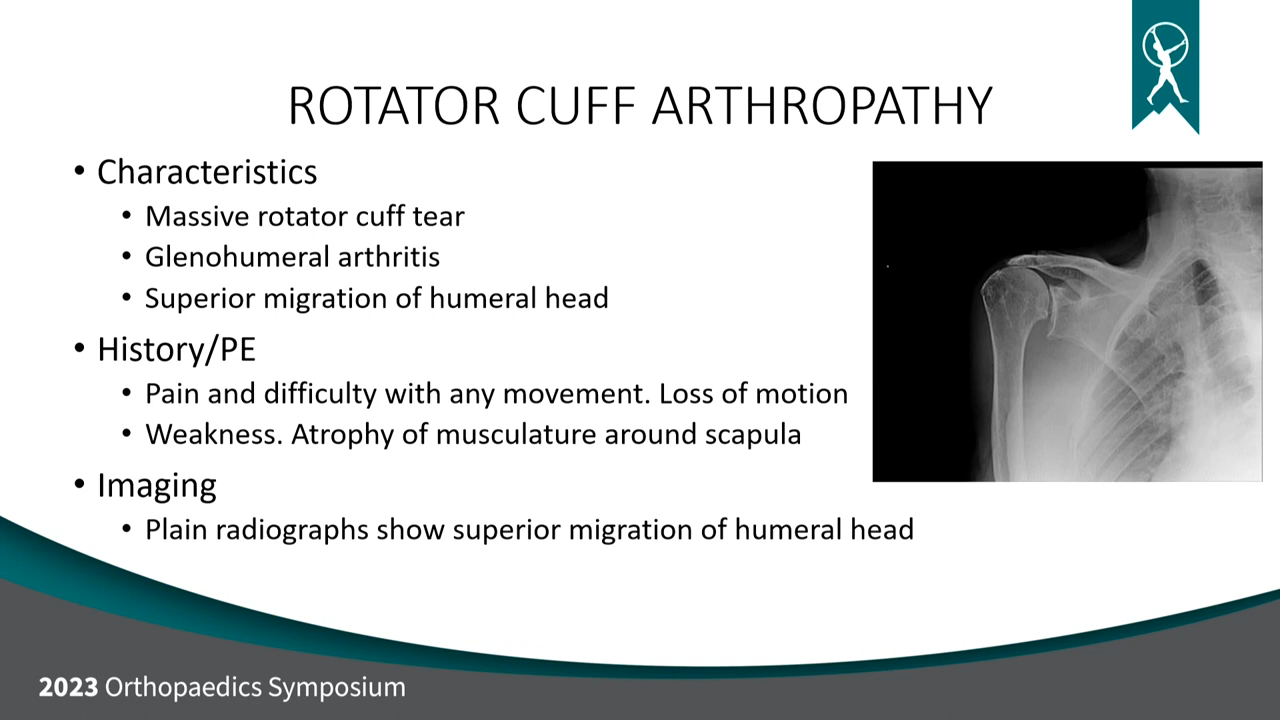 ROTATOR CUFF ARTHROPATHY
• Characteristics
• Massive rotator cuff tear
• Glenohumeral arthritis
• Superior migration of humeral head
• History/PE
• Pain and difficulty with any movement. Loss of motion
• Weakness. Atrophy of musculature around scapula
• Imaging
• Plain radiographs show superior migration of humeral head
2023 Orthopaedics Symposium